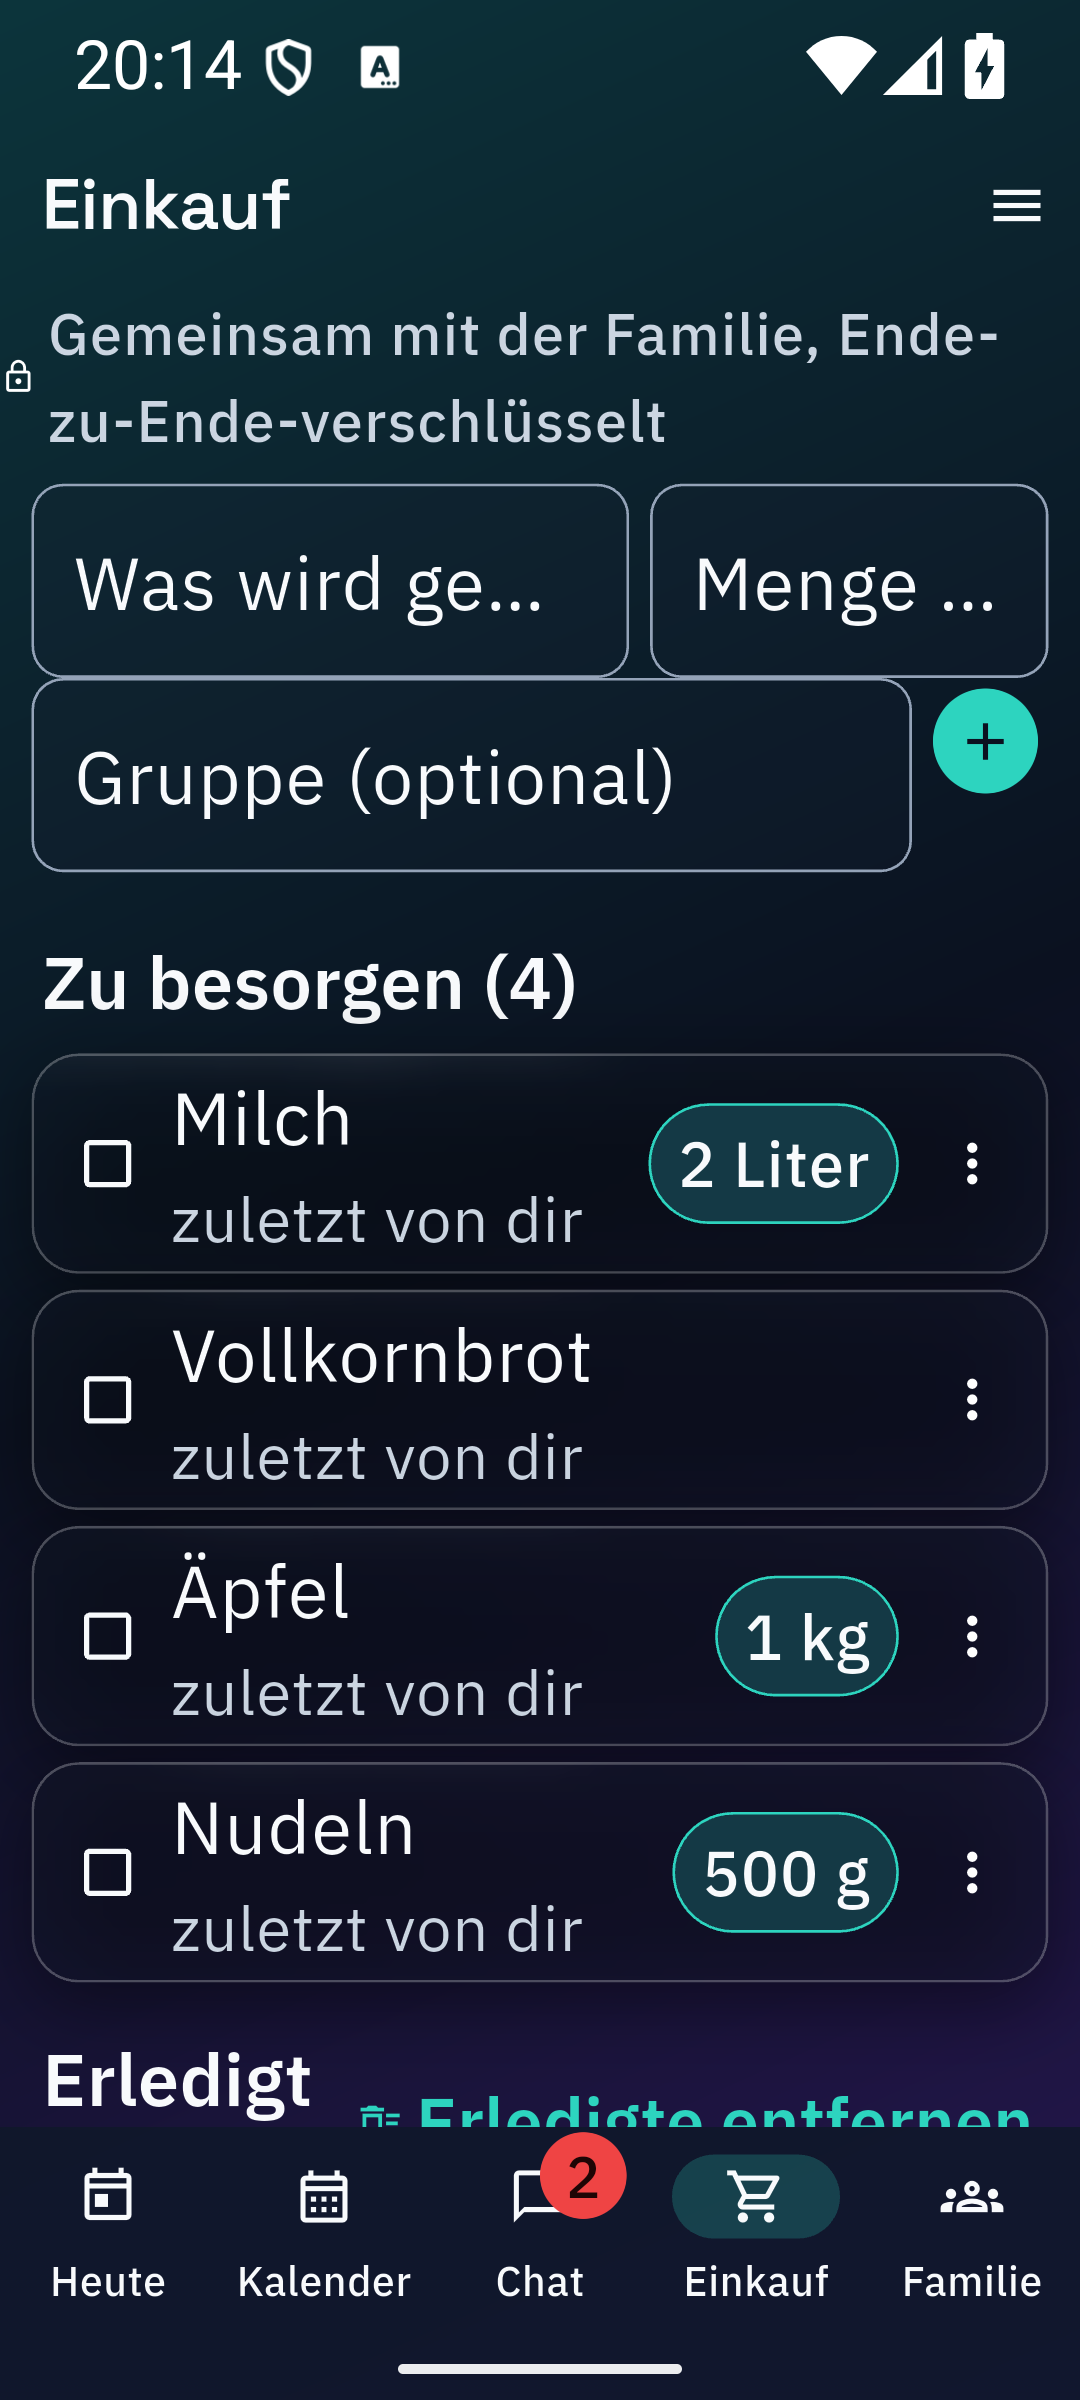 20:14
Einkauf
Gemeinsam mit der Familie, Ende-
zu-Ende-verschlüsselt
Was wird ge...
Menge ...
Gruppe (optional)
Zu besorgen (4)
Milch
2 Liter
zuletzt von dir
Vollkornbrot
zuletzt von dir
Äpfel
1 kg
zuletzt von dir
Nudeln
500 g
zuletzt von dir
Erledigt
Erledigte entfernen
2
Heute
Kalender
Chat
Einkauf
Familie